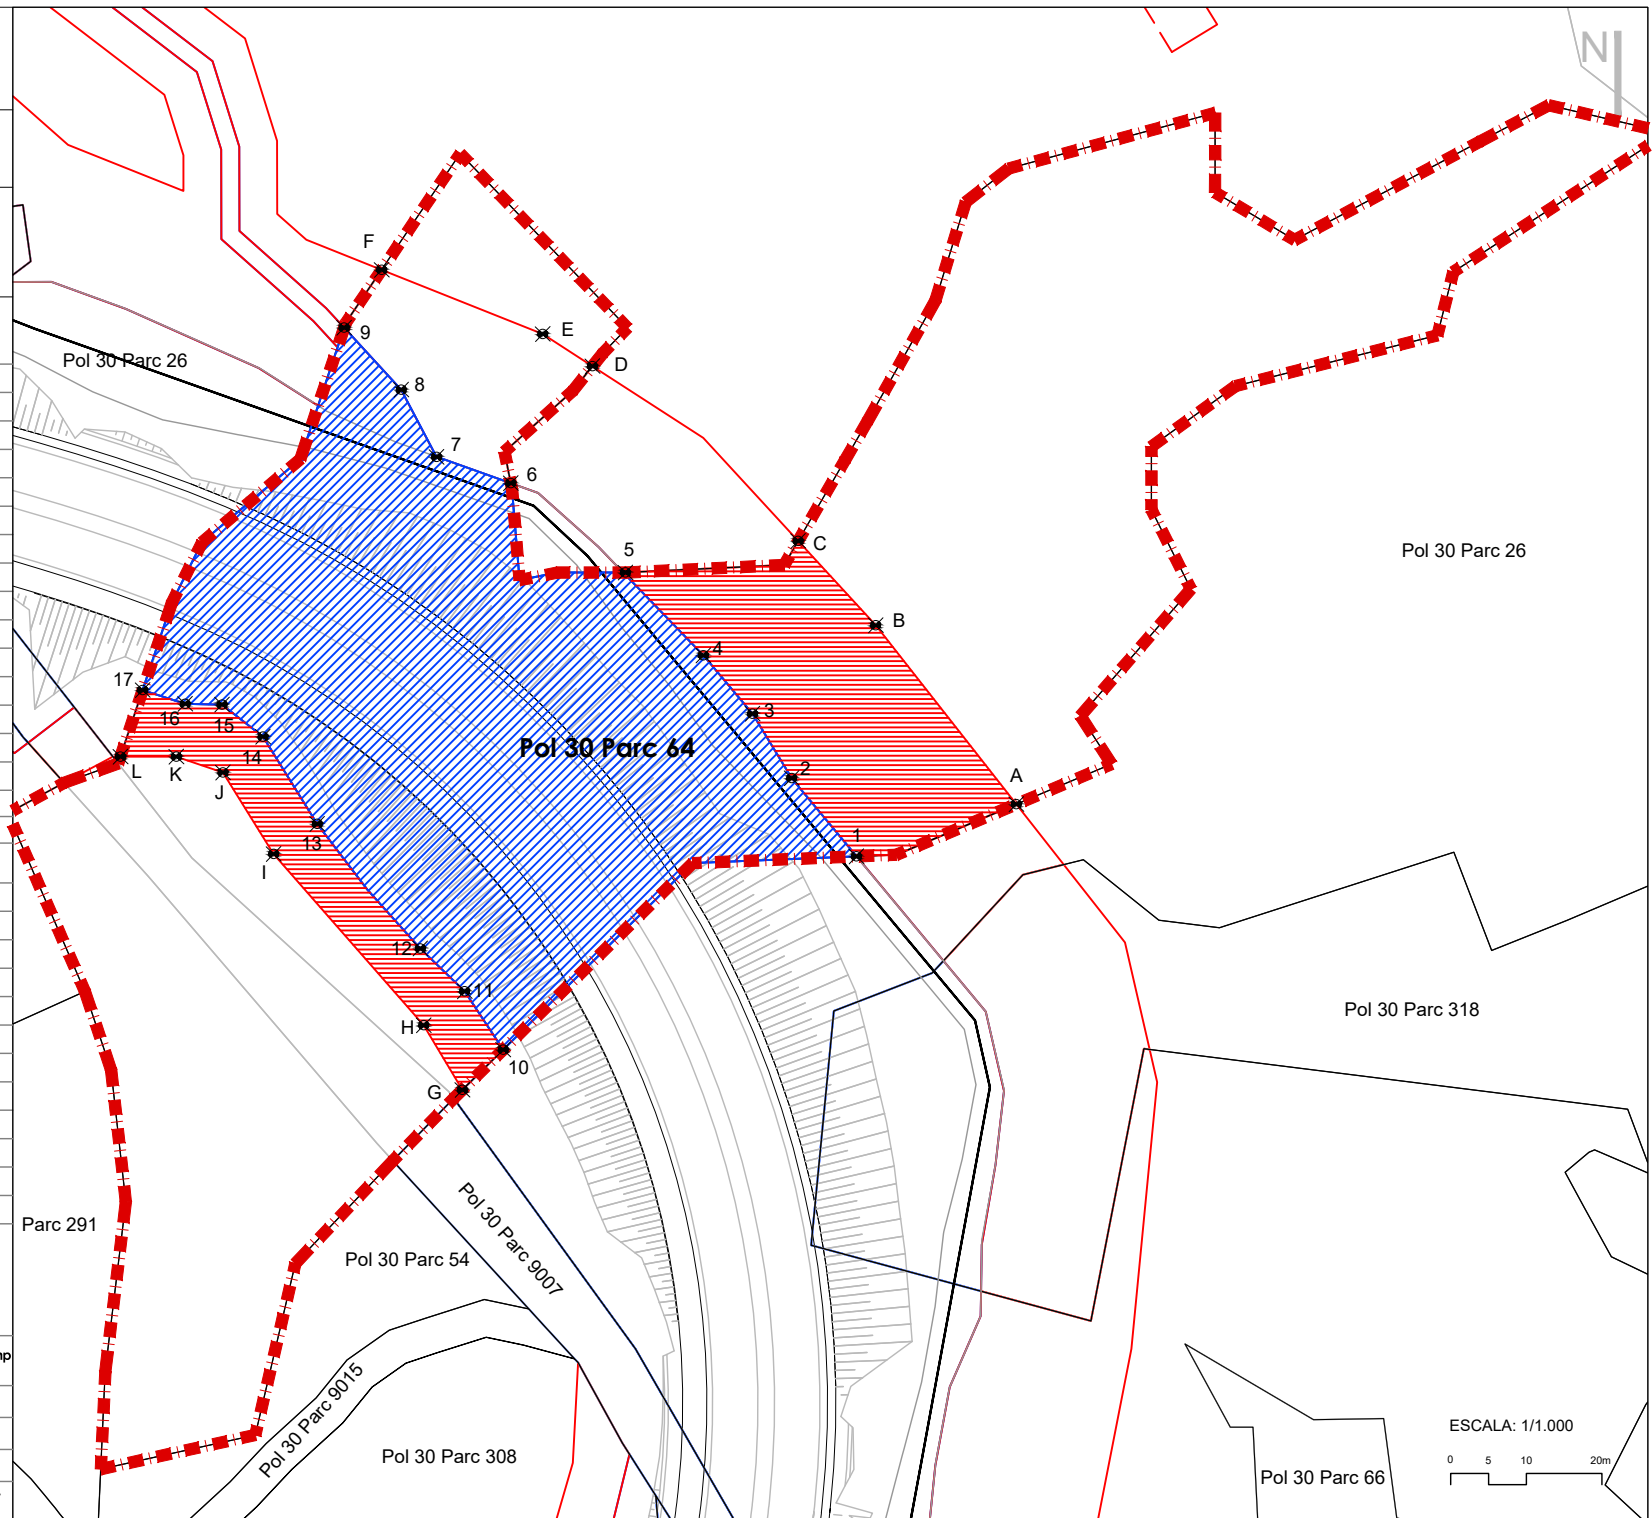 N
F
9
E
D
Pol 30 Parc 26
8
7
6
C
5
Pol 30 Parc 26
B
4
17
16
15
3
14
Pol 30 Parc 64
L
K
J
2
A
13
1
I
12
11
H
10
G
Pol 30 Parc 318
Pol 30 Parc 9007
Parc 291
Pol 30 Parc 54
Pol 30 Parc 9015
Pol 30 Parc 308
ESCALA: 1/1.000
0 5 10 20m
Pol 30 Parc 66